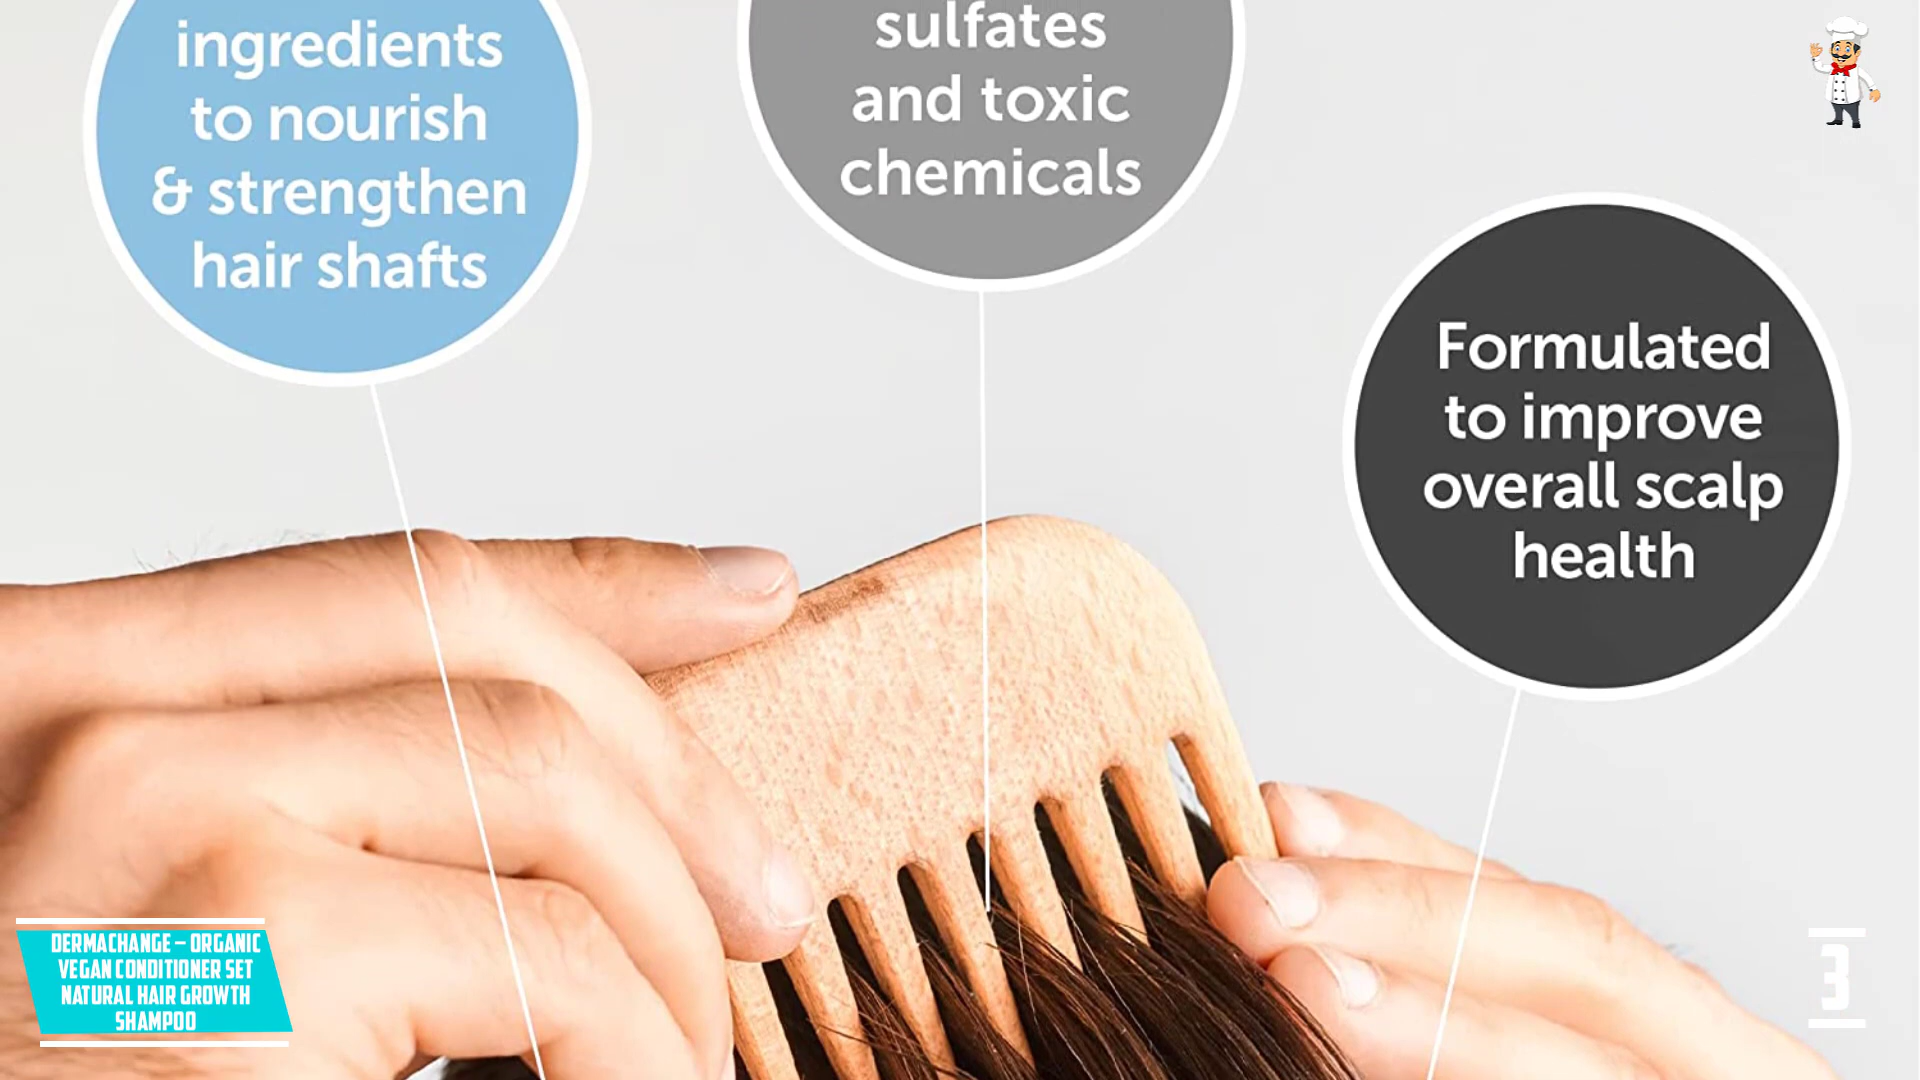 ingredients
to nourish
& strengthen
hair shafts
sulfates
and toxic
chemicals
Formulated
to improve
overall scalp
health
DERMACHANGE – ORGANIC
VEGAN CONDITIONER SET
NATURAL HAIR GROWTH
SHAMPOO
3